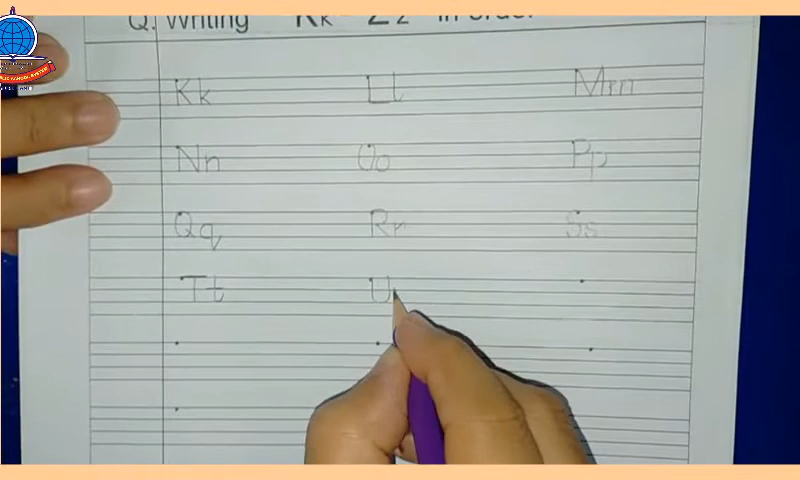 Q. Writing Kk - Zz in order
Kk Ll Mm
Nn Oo Pp
Qq Rr Ss
Tt U